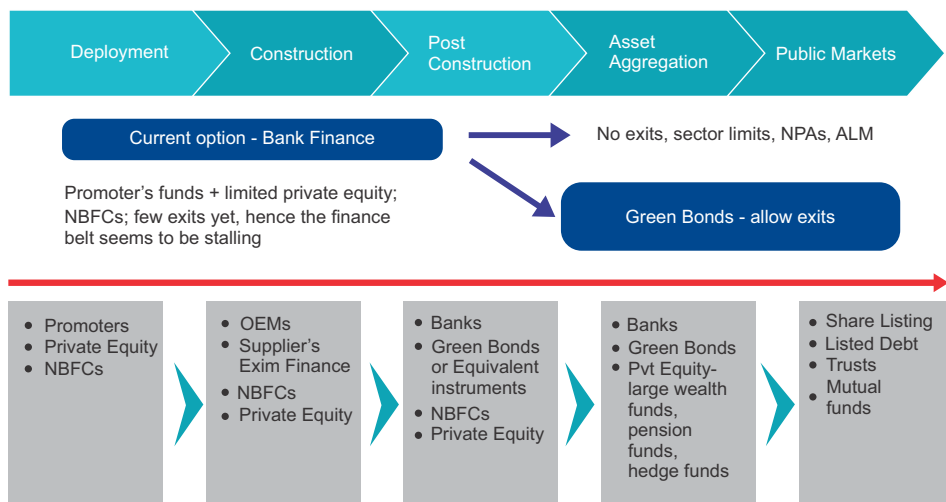 Deployment
Construction
Post
Construction
Asset
Aggregation
Public Markets
Current option - Bank Finance
No exits, sector limits, NPAs, ALM
Promoter's funds + limited private equity;
NBFCs; few exits yet, hence the finance
belt seems to be stalling
Green Bonds - allow exits
• Promoters
• Private Equity
• NBFCs
• OEMs
• Supplier's
Exim Finance
• NBFCs
• Private Equity
• Banks
• Green Bonds
or Equivalent
instruments
• NBFCs
• Private Equity
• Banks
• Green Bonds
• Pvt Equity-
large wealth
funds,
pension
funds,
hedge funds
• Share Listing
• Listed Debt
• Trusts
• Mutual
funds